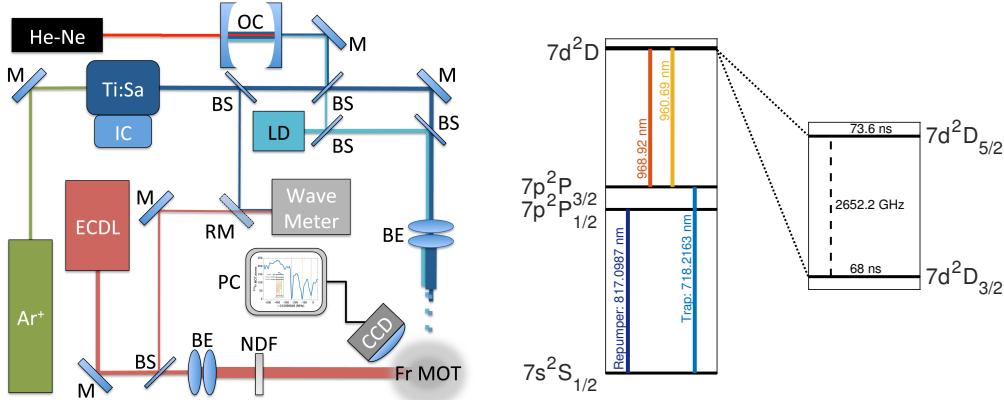 He-Ne
OC
M
M
Ti:Sa
IC
BS
BS
M
LD
BS
BS
ECDL
M
Wave
Meter
RM
BE
PC
CCD
Ar⁺
M
BS
BE
NDF
Fr MOT
7d²D
968.92 nm
960.69 nm
7p²P₃/₂
7p²P₁/₂
Repumper: 817.0987 nm
Trap: 718.2163 nm
7s²S₁/₂
73.6 ns
7d²D₅/₂
2652.2 GHz
68 ns
7d²D₃/₂